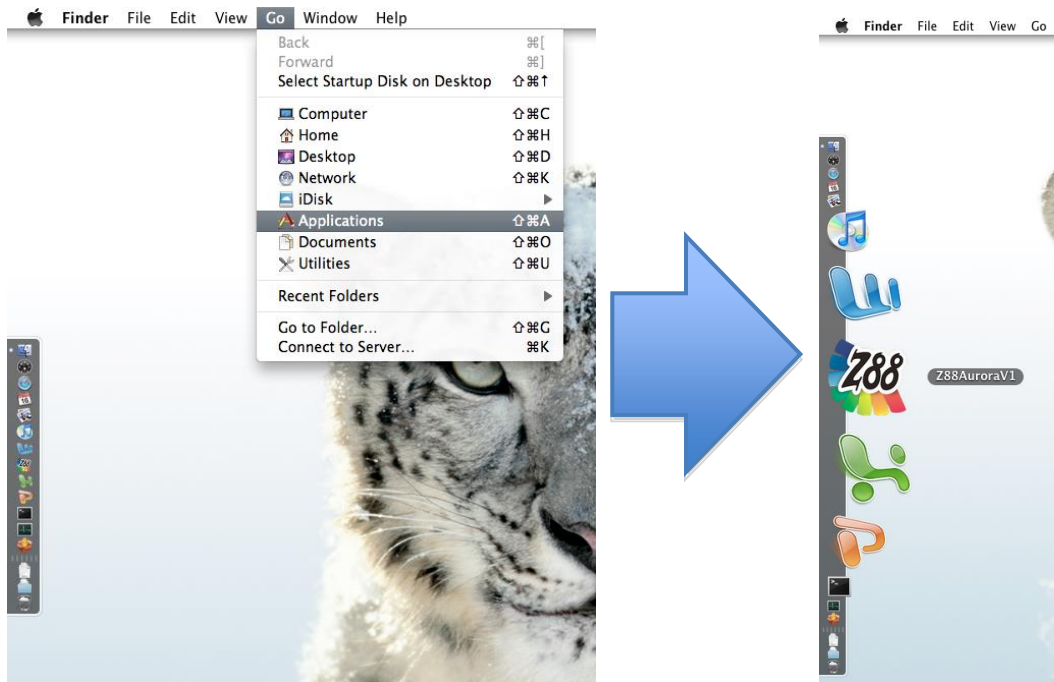 Finder File Edit View Go Window Help
Back ⌘[
Forward ⌘]
Select Startup Disk on Desktop ⇧⌘↑
Computer ⇧⌘C
Home ⇧⌘H
Desktop ⇧⌘D
Network ⇧⌘K
iDisk
Applications ⇧⌘A
Documents ⇧⌘O
Utilities ⇧⌘U
Recent Folders
Go to Folder... ⇧⌘G
Connect to Server... ⌘K
Finder File Edit View Go
Z88
Z88AuroraV1